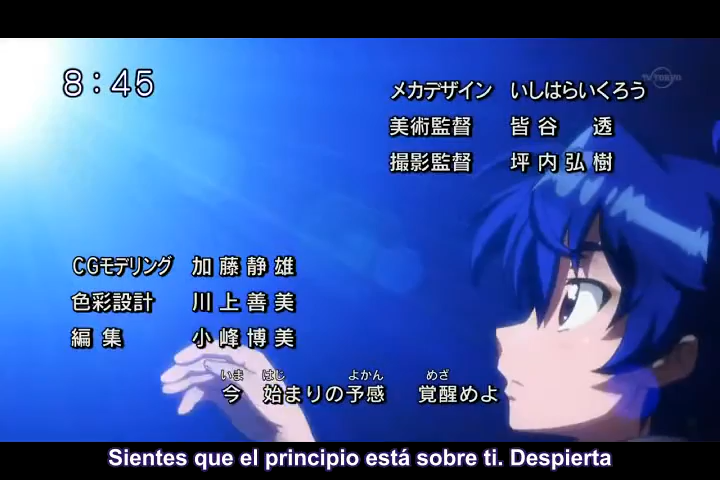 8:45
TV TOKYO
メカデザイン いしはらいくろう
美術監督 皆谷 透
撮影監督 坪内弘樹
CGモデリング 加藤静雄
色彩設計 川上善美
編集 小峰博美
いま はじ よかん めざ
今 始まりの予感 覚醒めよ
Sientes que el principio está sobre ti. Despierta